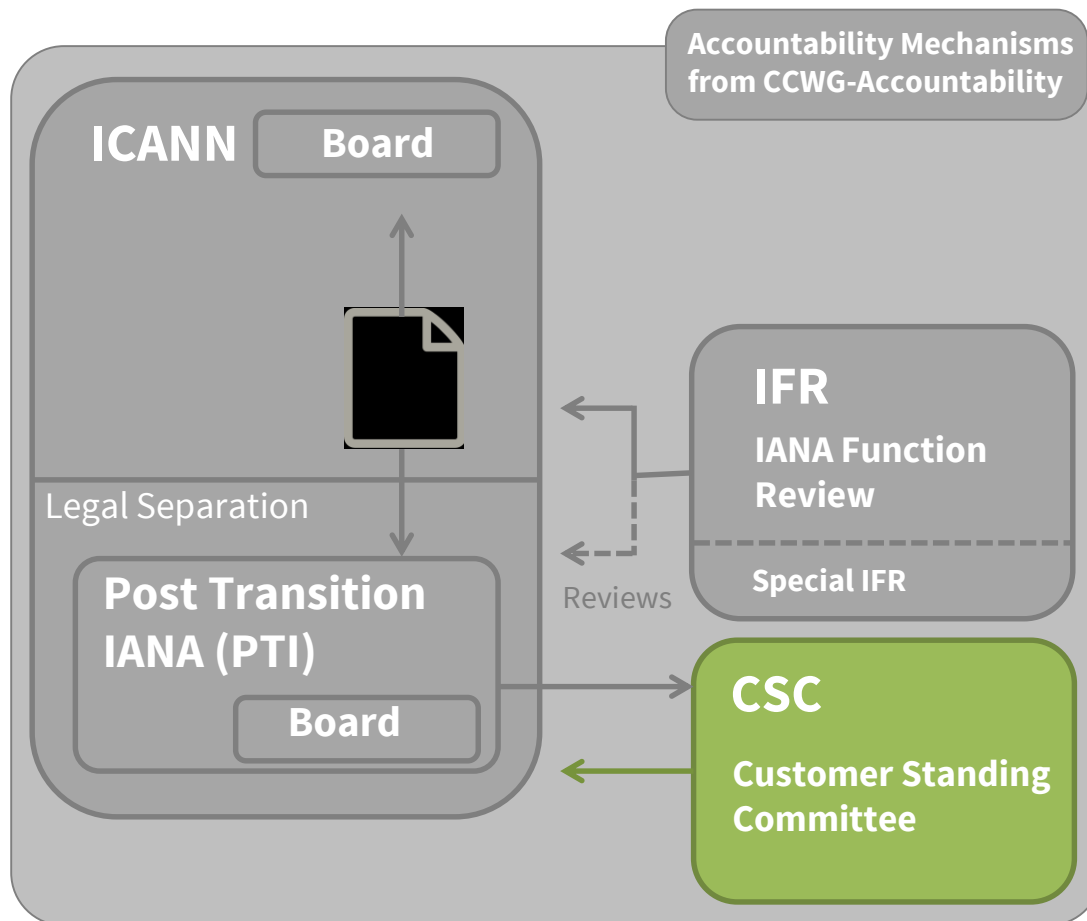 Accountability Mechanisms
from CCWG-Accountability
ICANN
Board
Legal Separation
Post Transition
IANA (PTI)
Board
Reviews
IFR
IANA Function
Review
Special IFR
CSC
Customer Standing
Committee